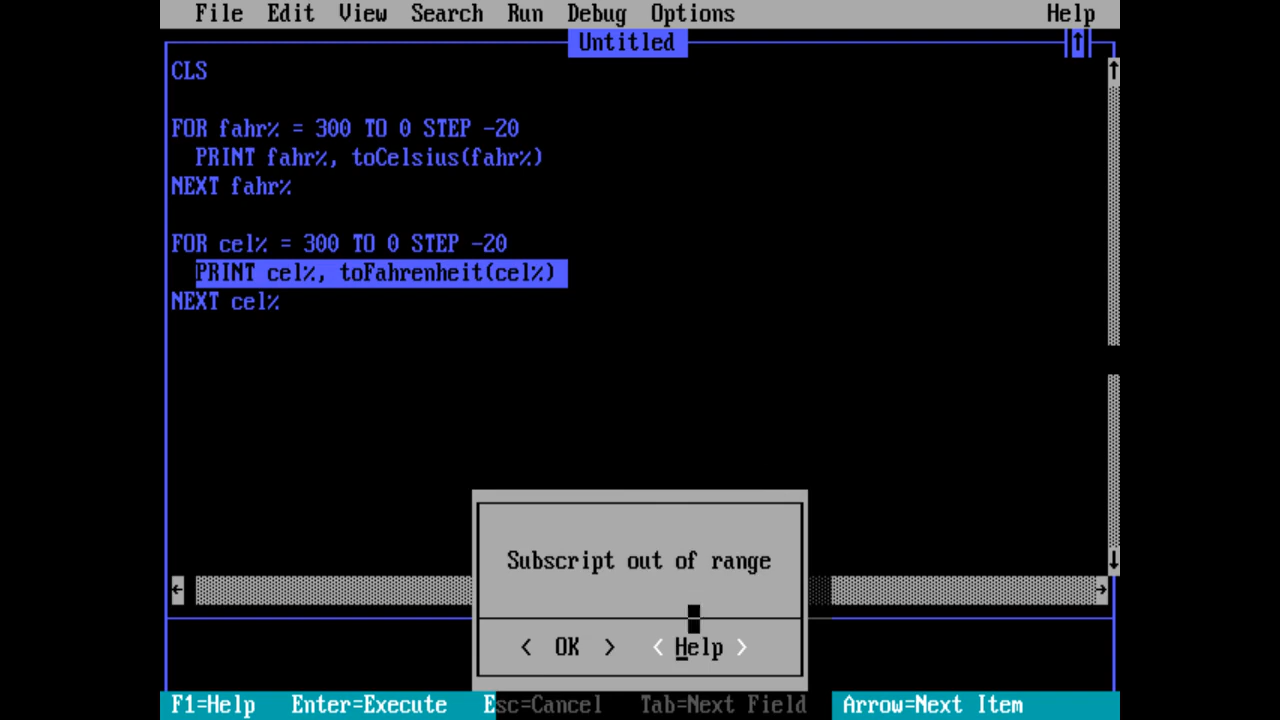 File Edit View Search Run Debug Options Help
Untitled ↑
CLS
FOR fahr% = 300 TO 0 STEP -20
PRINT fahr%, toCelsius(fahr%)
NEXT fahr%
FOR cel% = 300 TO 0 STEP -20
PRINT cel%, toFahrenheit(cel%)
NEXT cel%
Subscript out of range
< OK > < Help >
F1=Help Enter=Execute Esc=Cancel Tab=Next Field Arrow=Next Item